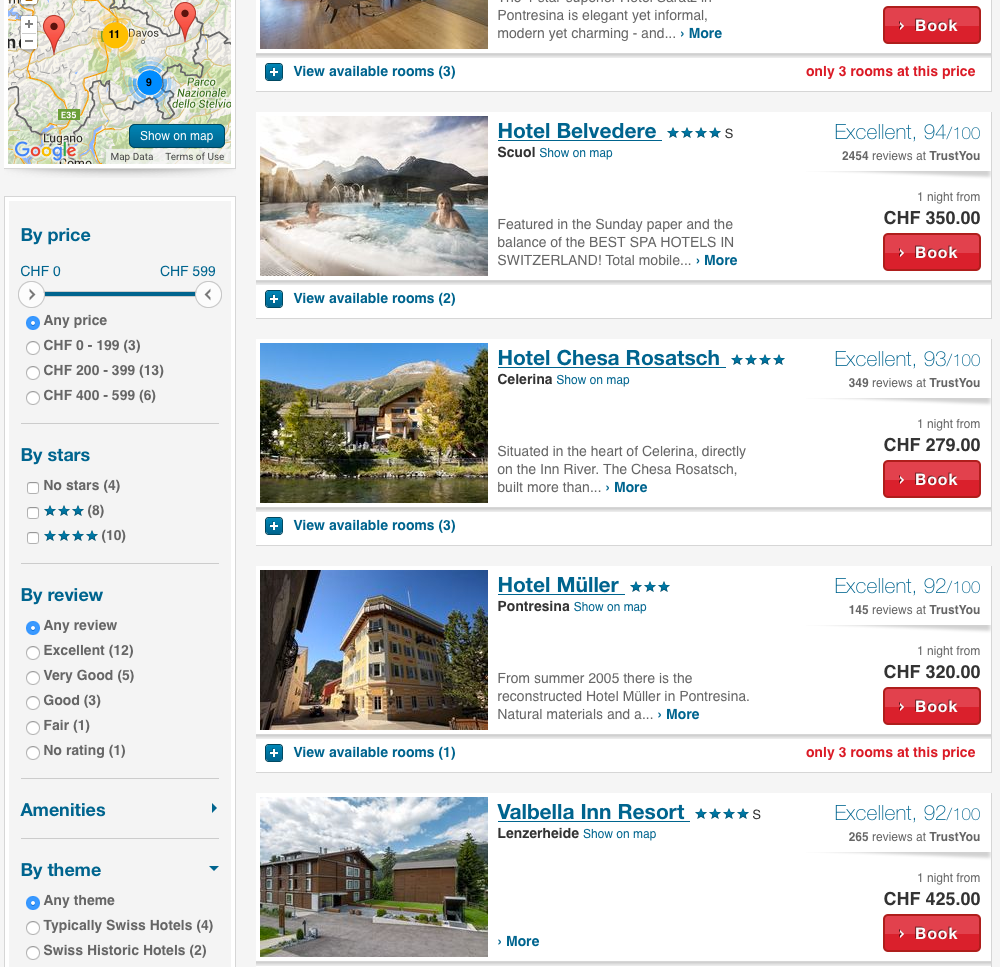 +
−
11
Davos
9
Parco
Nazionale
dello Stelvio
E35
Lugano
Como
Show on map
Google
Map Data
Terms of Use
By price
CHF 0
CHF 599
Any price
CHF 0 - 199 (3)
CHF 200 - 399 (13)
CHF 400 - 599 (6)
By stars
No stars (4)
★★★ (8)
★★★★ (10)
By review
Any review
Excellent (12)
Very Good (5)
Good (3)
Fair (1)
No rating (1)
Amenities
By theme
Any theme
Typically Swiss Hotels (4)
Swiss Historic Hotels (2)
Pontresina is elegant yet informal,
modern yet charming - and... › More
› Book
View available rooms (3)
only 3 rooms at this price
Hotel Belvedere ★★★★ S
Scuol Show on map
Excellent, 94/100
2454 reviews at TrustYou
Featured in the Sunday paper and the
balance of the BEST SPA HOTELS IN
SWITZERLAND! Total mobile... › More
1 night from
CHF 350.00
› Book
View available rooms (2)
Hotel Chesa Rosatsch ★★★★
Celerina Show on map
Excellent, 93/100
349 reviews at TrustYou
Situated in the heart of Celerina, directly
on the Inn River. The Chesa Rosatsch,
built more than... › More
1 night from
CHF 279.00
› Book
View available rooms (3)
Hotel Müller ★★★
Pontresina Show on map
Excellent, 92/100
145 reviews at TrustYou
From summer 2005 there is the
reconstructed Hotel Müller in Pontresina.
Natural materials and a... › More
1 night from
CHF 320.00
› Book
View available rooms (1)
only 3 rooms at this price
Valbella Inn Resort ★★★★ S
Lenzerheide Show on map
Excellent, 92/100
265 reviews at TrustYou
› More
1 night from
CHF 425.00
› Book